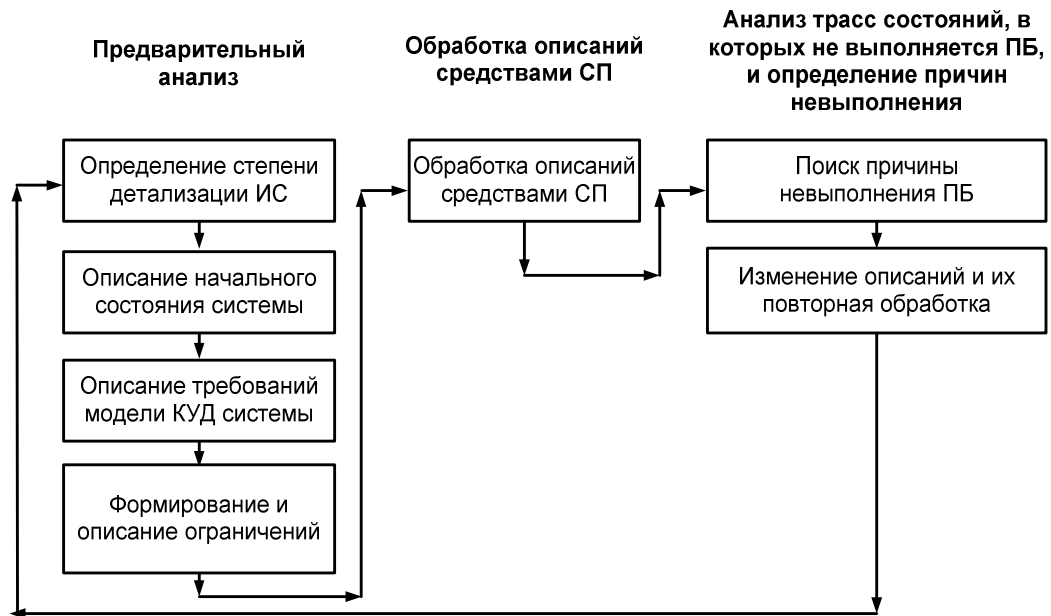 Предварительный
анализ
Определение степени
детализации ИС
Описание начального
состояния системы
Описание требований
модели КУД системы
Формирование и
описание ограничений
Обработка описаний
средствами СП
Обработка описаний
средствами СП
Анализ трасс состояний, в
которых не выполняется ПБ,
и определение причин
невыполнения
Поиск причины
невыполнения ПБ
Изменение описаний и их
повторная обработка